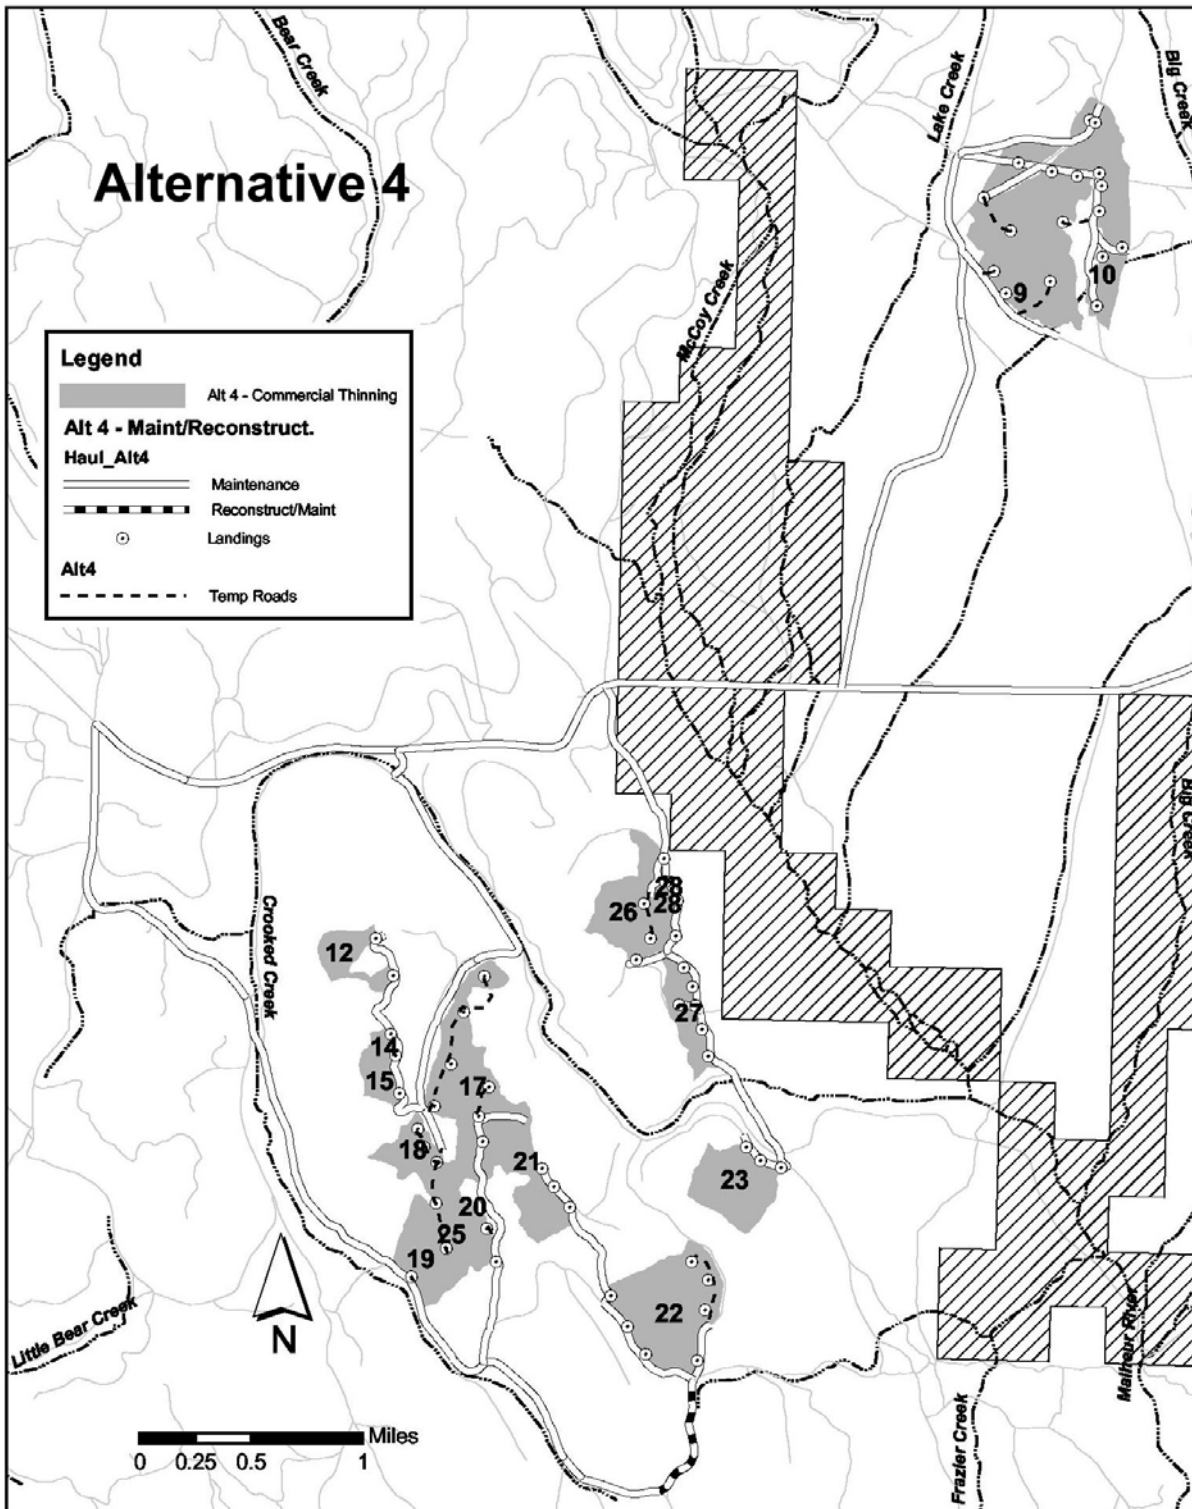 Bear Creek
Lake Creek
Big Creek
Alternative 4
McCoy Creek
9
10
Legend
Alt 4 - Commercial Thinning
Alt 4 - Maint/Reconstruct.
Haul_Alt4
Maintenance
Reconstruct/Maint
Landings
Alt4
Temp Roads
Big Creek
Crooked Creek
28
26
28
12
27
14
15
17
18
21
23
20
25
19
22
Little Bear Creek
N
Malheur River
Frazier Creek
Miles
0 0.25 0.5 1